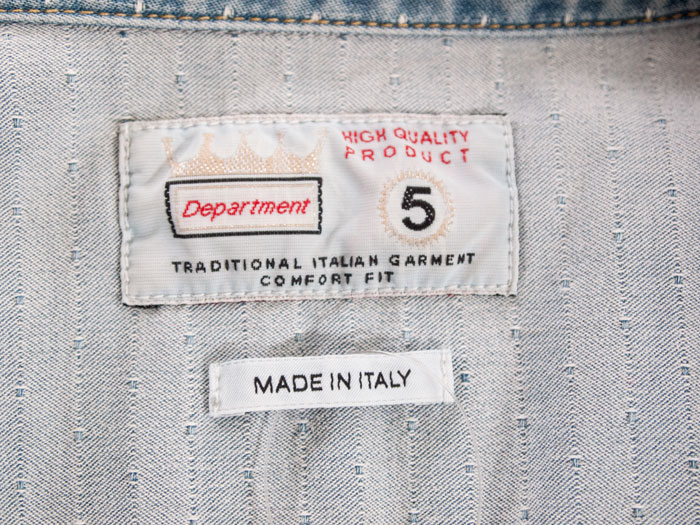 HIGH QUALITY
PRODUCT
Department
5
TRADITIONAL ITALIAN GARMENT
COMFORT FIT
MADE IN ITALY